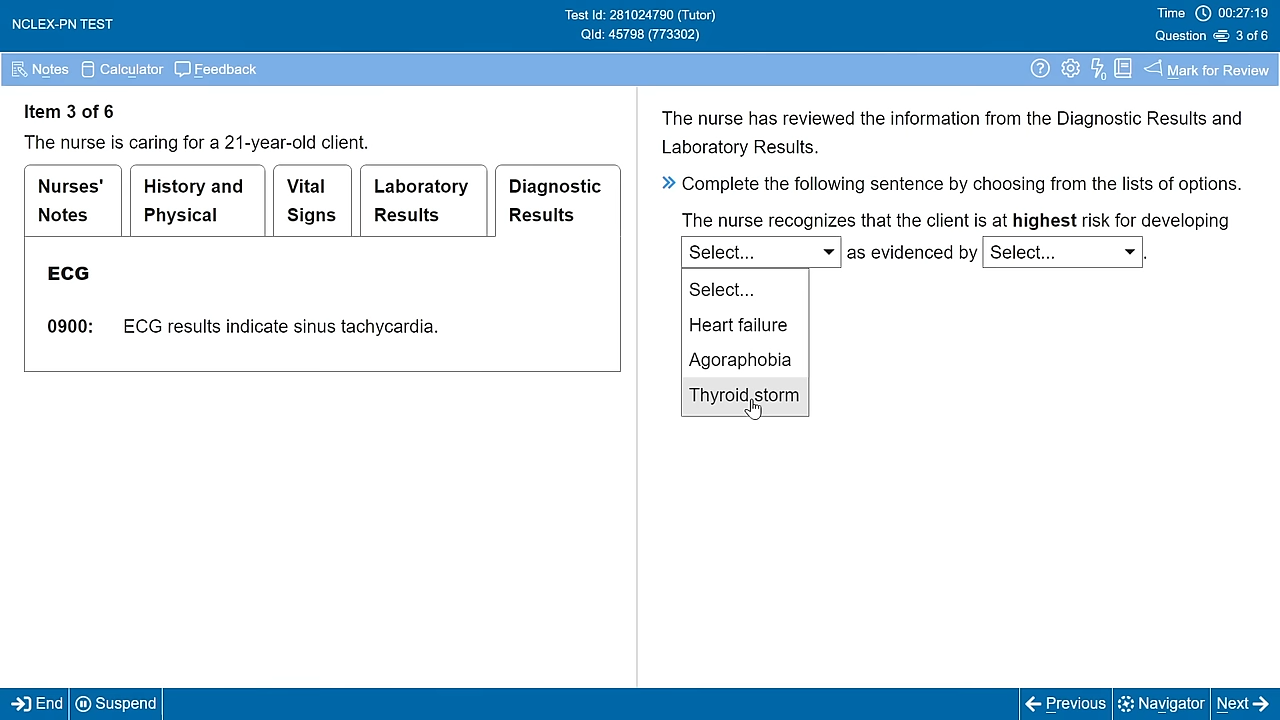 NCLEX-PN TEST
Test Id: 281024790 (Tutor)
QId: 45798 (773302)
Time 00:27:19
Question 3 of 6
Notes Calculator Feedback
Mark for Review
Item 3 of 6
The nurse is caring for a 21-year-old client.
Nurses' Notes
History and Physical
Vital Signs
Laboratory Results
Diagnostic Results
ECG
0900: ECG results indicate sinus tachycardia.
The nurse has reviewed the information from the Diagnostic Results and
Laboratory Results.
Complete the following sentence by choosing from the lists of options.
The nurse recognizes that the client is at highest risk for developing
Select... as evidenced by Select... .
Select...
Heart failure
Agoraphobia
Thyroid storm
End Suspend
Previous Navigator Next